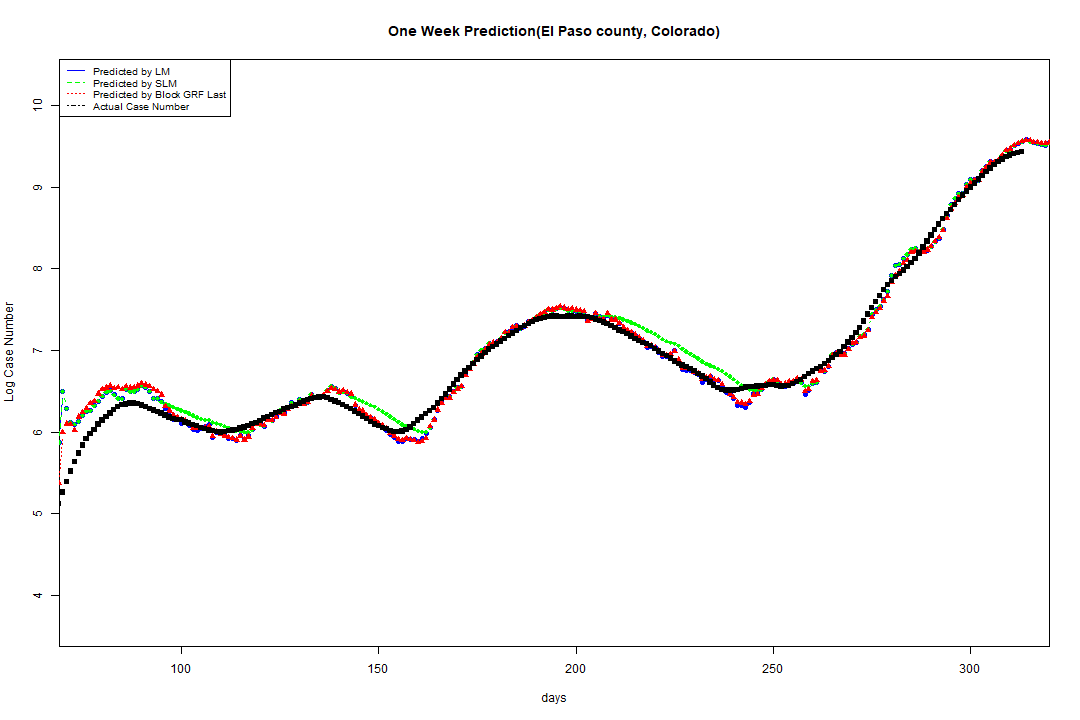 One Week Prediction(El Paso county, Colorado)
Predicted by LM
Predicted by SLM
Predicted by Block GRF Last
Actual Case Number
Log Case Number
10
9
8
7
6
5
4
100 150 200 250 300
days